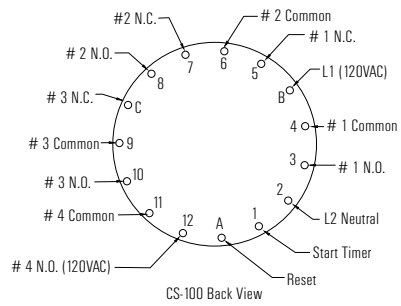 #2 N.C.
# 2 Common
# 1 N.C.
L1 (120VAC)
# 1 Common
# 1 N.O.
L2 Neutral
Start Timer
Reset
# 4 N.O. (120VAC)
# 4 Common
# 3 N.O.
# 3 Common
# 3 N.C.
# 2 N.O.
7
6
5
B
4
3
2
1
A
12
11
10
9
C
8
CS-100 Back View